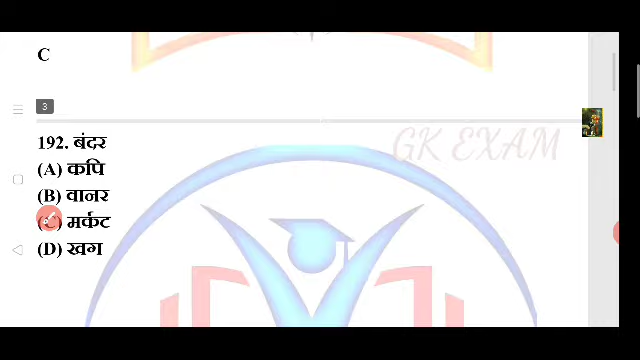 C
3
192. बंदर
GK EXAM
(A) कपि
(B) वानर
(C) मर्कट
(D) खग